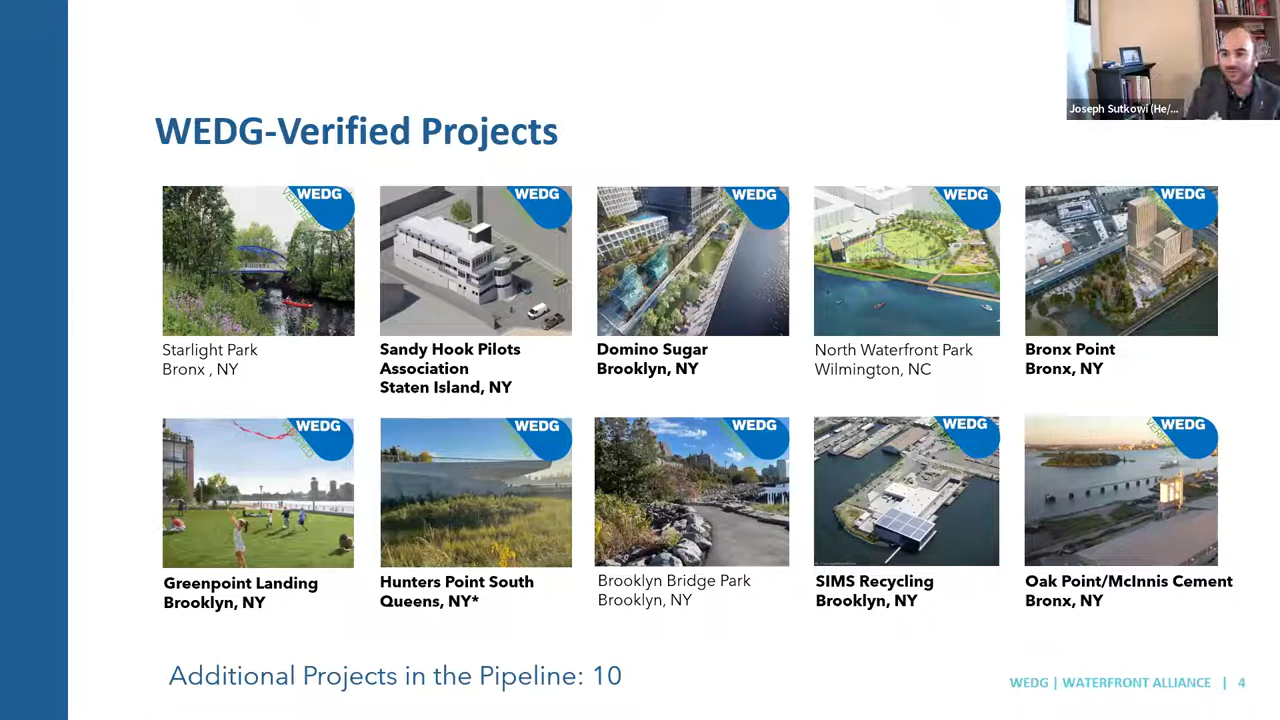 Joseph Sutkowi (He/...
WEDG-Verified Projects
WEDG
VERIFIED
WEDG
WEDG
WEDG
WEDG
Starlight Park
Bronx , NY
Sandy Hook Pilots
Association
Staten Island, NY
Domino Sugar
Brooklyn, NY
North Waterfront Park
Wilmington, NC
Bronx Point
Bronx, NY
WEDG
VERIFIED
WEDG
WEDG
WEDG
WEDG
Greenpoint Landing
Brooklyn, NY
Hunters Point South
Queens, NY*
Brooklyn Bridge Park
Brooklyn, NY
SIMS Recycling
Brooklyn, NY
Oak Point/McInnis Cement
Bronx, NY
Additional Projects in the Pipeline: 10
WEDG | WATERFRONT ALLIANCE | 4